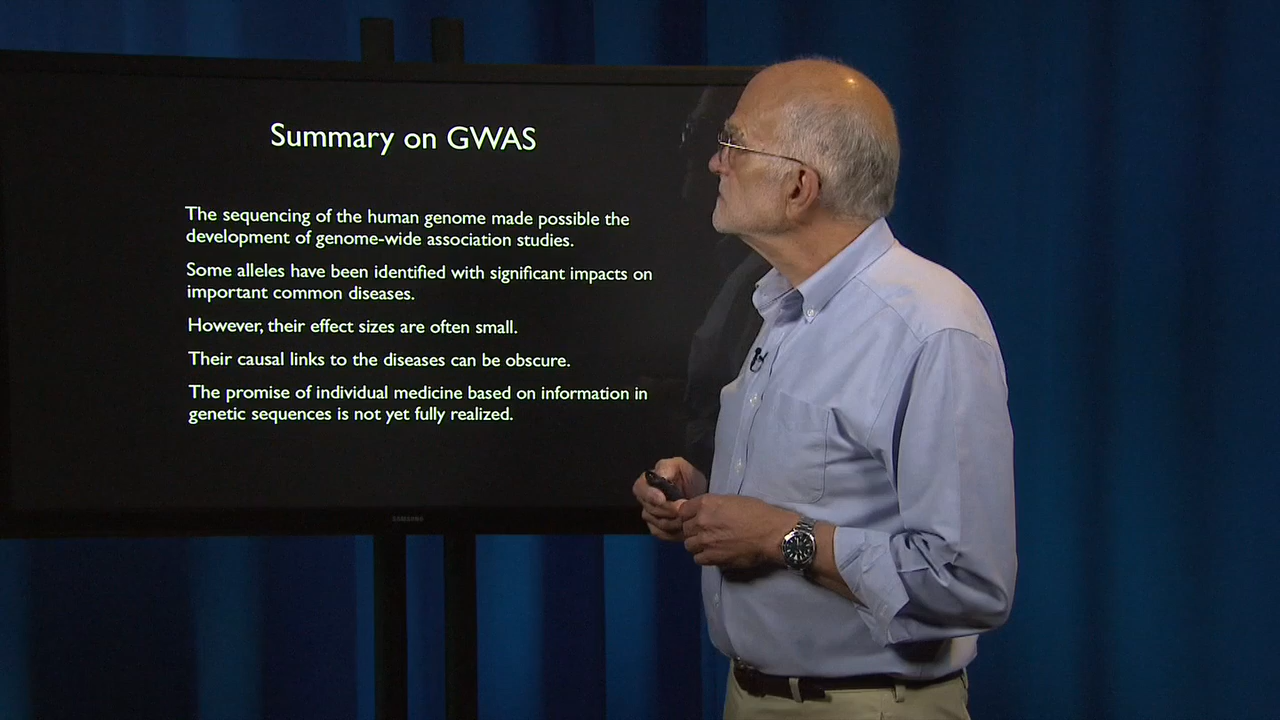 Summary on GWAS
The sequencing of the human genome made possible the
development of genome-wide association studies.
Some alleles have been identified with significant impacts on
important common diseases.
However, their effect sizes are often small.
Their causal links to the diseases can be obscure.
The promise of individual medicine based on information in
genetic sequences is not yet fully realized.
SAMSUNG